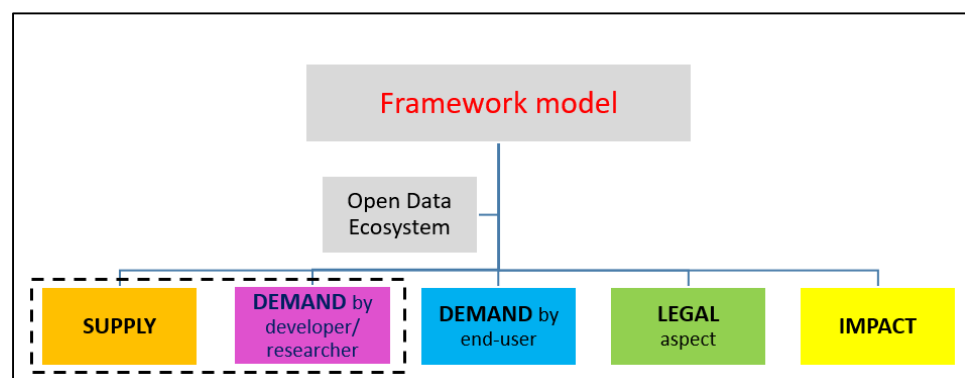 Framework model
Open Data
Ecosystem
SUPPLY
DEMAND by
developer/
researcher
DEMAND by
end-user
LEGAL
aspect
IMPACT